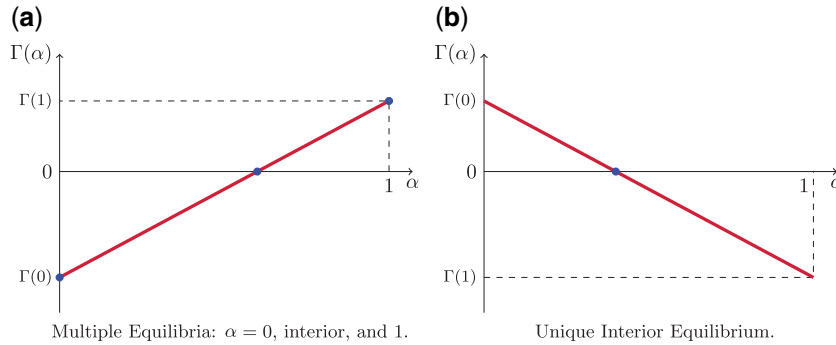 (a)
Γ(α)
Γ(1)
0
1 α
Γ(0)
Multiple Equilibria: α = 0, interior, and 1.
(b)
Γ(α)
Γ(0)
0
1 α
Γ(1)
Unique Interior Equilibrium.